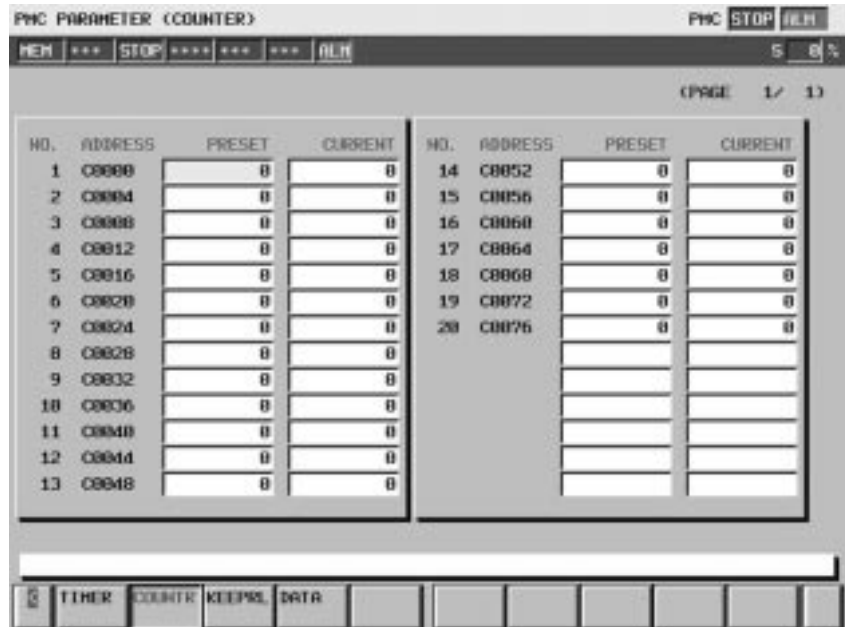 PMC PARAMETER (COUNTER) PMC STOP ALM
MEM *** STOP **** *** *** ALM S 0 %
(PAGE 1/ 1)
NO. ADDRESS PRESET CURRENT NO. ADDRESS PRESET CURRENT
1 C0000 0 0 14 C0052 0 0
2 C0004 0 0 15 C0056 0 0
3 C0008 0 0 16 C0060 0 0
4 C0012 0 0 17 C0064 0 0
5 C0016 0 0 18 C0068 0 0
6 C0020 0 0 19 C0072 0 0
7 C0024 0 0 20 C0076 0 0
8 C0028 0 0
9 C0032 0 0
10 C0036 0 0
11 C0040 0 0
12 C0044 0 0
13 C0048 0 0
TIMER COUNTR KEEPRL DATA